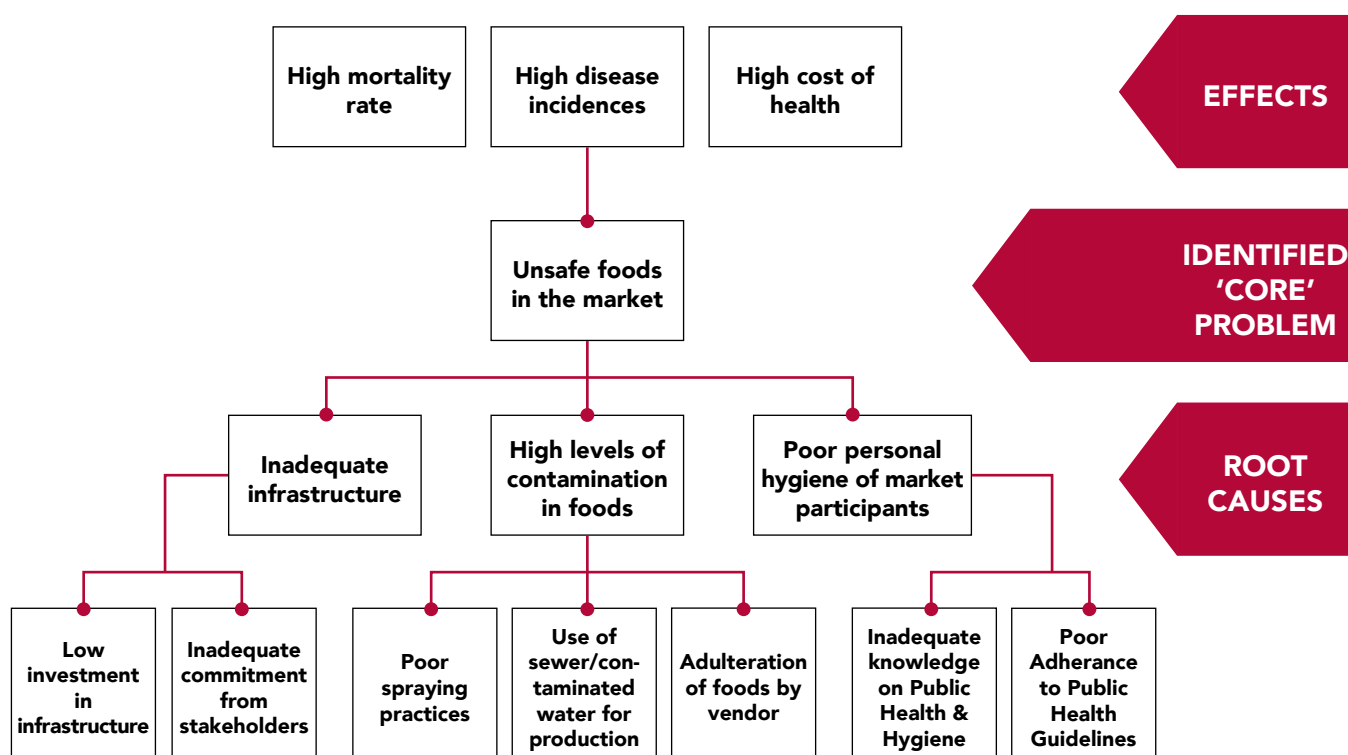 High mortality
rate
High disease
incidences
High cost of
health
EFFECTS
Unsafe foods
in the market
IDENTIFIED
‘CORE’
PROBLEM
Inadequate
infrastructure
High levels of
contamination
in foods
Poor personal
hygiene of market
participants
ROOT
CAUSES
Low
investment
in
infrastructure
Inadequate
commitment
from
stakeholders
Poor
spraying
practices
Use of
sewer/con-
taminated
water for
production
Adulteration
of foods by
vendor
Inadequate
knowledge
on Public
Health &
Hygiene
Poor
Adherance
to Public
Health
Guidelines